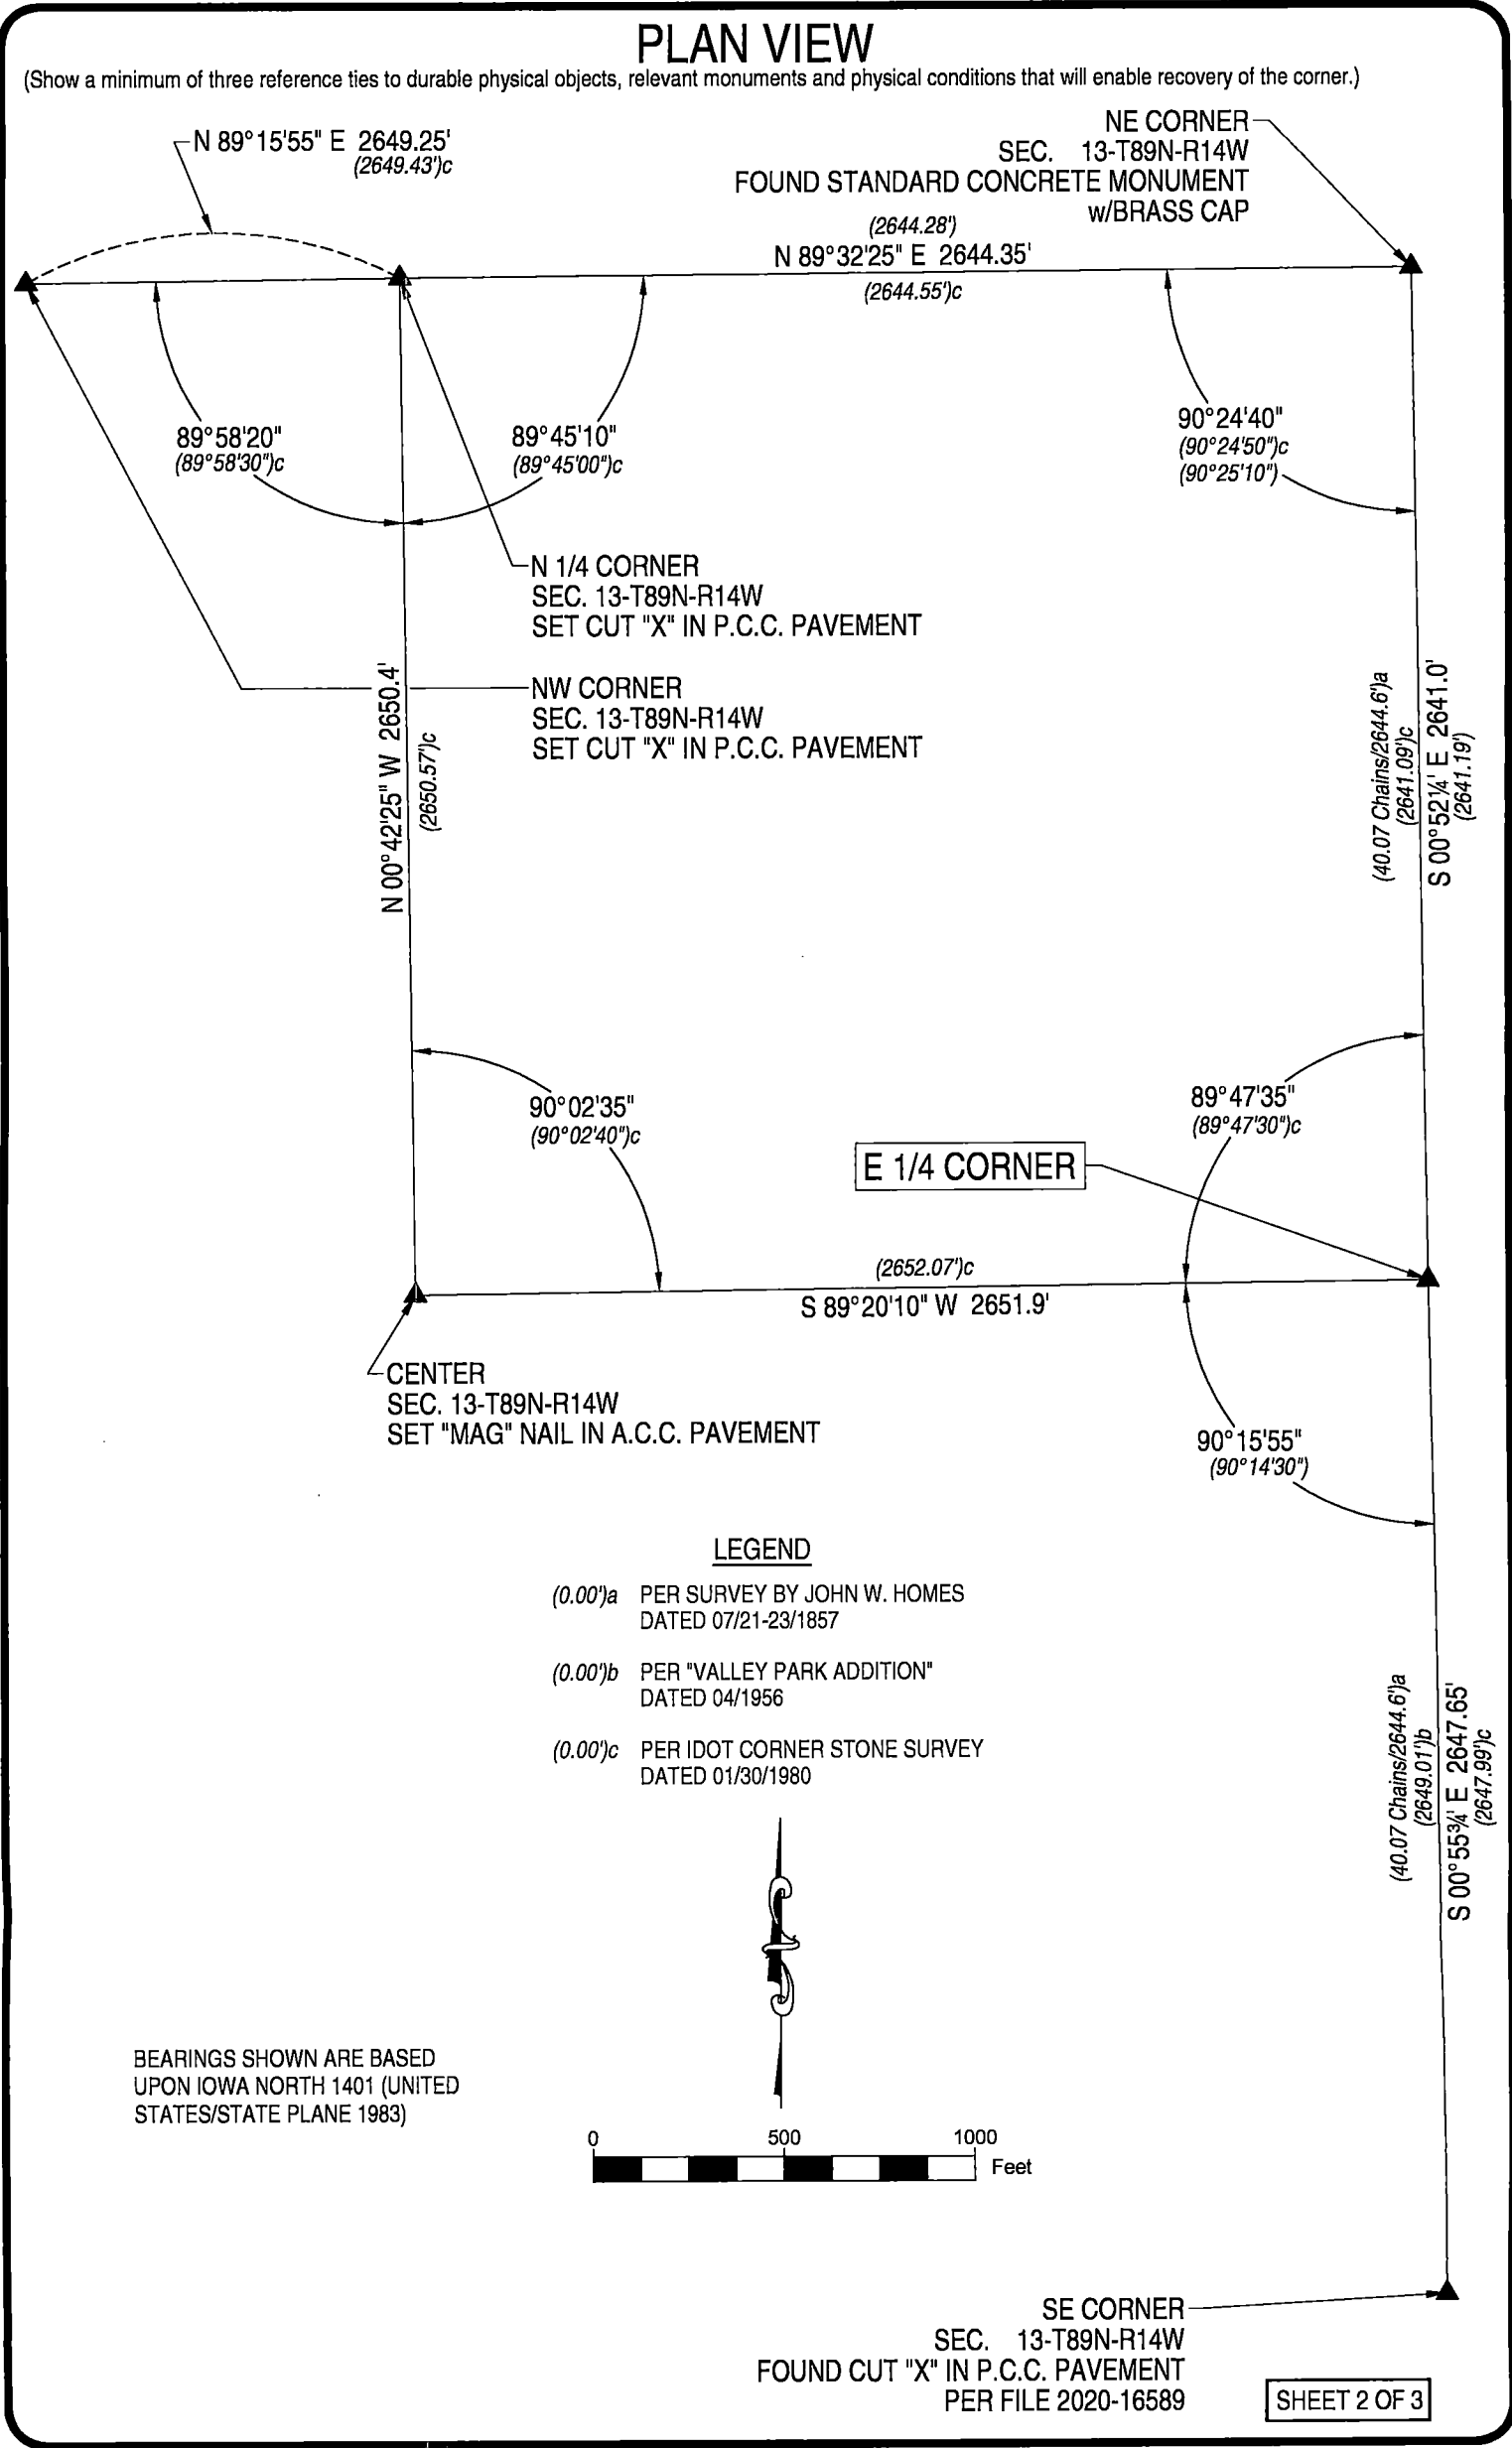 PLAN VIEW
(Show a minimum of three reference ties to durable physical objects, relevant monuments and physical conditions that will enable recovery of the corner.)
N 89°15'55" E 2649.25'
(2649.43')c
NE CORNER
SEC. 13-T89N-R14W
FOUND STANDARD CONCRETE MONUMENT
w/BRASS CAP
(2644.28')
N 89°32'25" E 2644.35'
(2644.55')c
89°58'20"
(89°58'30")c
89°45'10"
(89°45'00")c
90°24'40"
(90°24'50")c
(90°25'10")
N 1/4 CORNER
SEC. 13-T89N-R14W
SET CUT "X" IN P.C.C. PAVEMENT
NW CORNER
SEC. 13-T89N-R14W
SET CUT "X" IN P.C.C. PAVEMENT
N 00°42'25" W 2650.4'
(2650.57')c
(40.07 Chains/2644.6')a
(2641.09')c
S 00°52¼' E 2641.0'
(2641.19')
90°02'35"
(90°02'40")c
89°47'35"
(89°47'30")c
E 1/4 CORNER
(2652.07')c
S 89°20'10" W 2651.9'
CENTER
SEC. 13-T89N-R14W
SET "MAG" NAIL IN A.C.C. PAVEMENT
90°15'55"
(90°14'30")
LEGEND
(0.00')a PER SURVEY BY JOHN W. HOMES
DATED 07/21-23/1857
(0.00')b PER "VALLEY PARK ADDITION"
DATED 04/1956
(0.00')c PER IDOT CORNER STONE SURVEY
DATED 01/30/1980
(40.07 Chains/2644.6')a
(2649.01')b
S 00°55¾' E 2647.65'
(2647.99')c
BEARINGS SHOWN ARE BASED
UPON IOWA NORTH 1401 (UNITED
STATES/STATE PLANE 1983)
0 500 1000
Feet
SE CORNER
SEC. 13-T89N-R14W
FOUND CUT "X" IN P.C.C. PAVEMENT
PER FILE 2020-16589
SHEET 2 OF 3